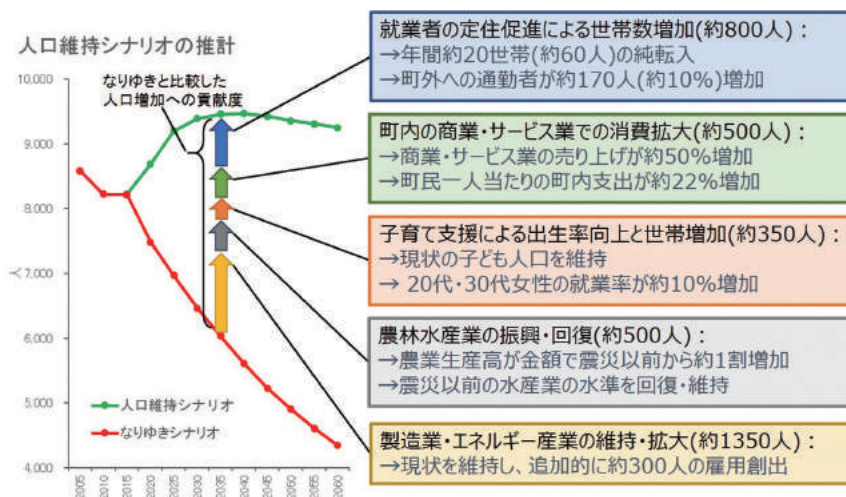 人口維持シナリオの推計
10,000
9,000
8,000
7,000
6,000
5,000
4,000
人
なりゆきと比較した
人口増加への貢献度
人口維持シナリオ
なりゆきシナリオ
2005
2010
2015
2020
2025
2030
2035
2040
2045
2050
2055
2060
就業者の定住促進による世帯数増加(約800人)：
→年間約20世帯(約60人)の純転入
→町外への通勤者が約170人(約10%)増加
町内の商業・サービス業での消費拡大(約500人)：
→商業・サービス業の売り上げが約50%増加
→町民一人当たりの町内支出が約22%増加
子育て支援による出生率向上と世帯増加(約350人)：
→現状の子ども人口を維持
→ 20代・30代女性の就業率が約10%増加
農林水産業の振興・回復(約500人)：
→農業生産高が金額で震災以前から約1割増加
→震災以前の水産業の水準を回復・維持
製造業・エネルギー産業の維持・拡大(約1350人)：
→現状を維持し、追加的に約300人の雇用創出